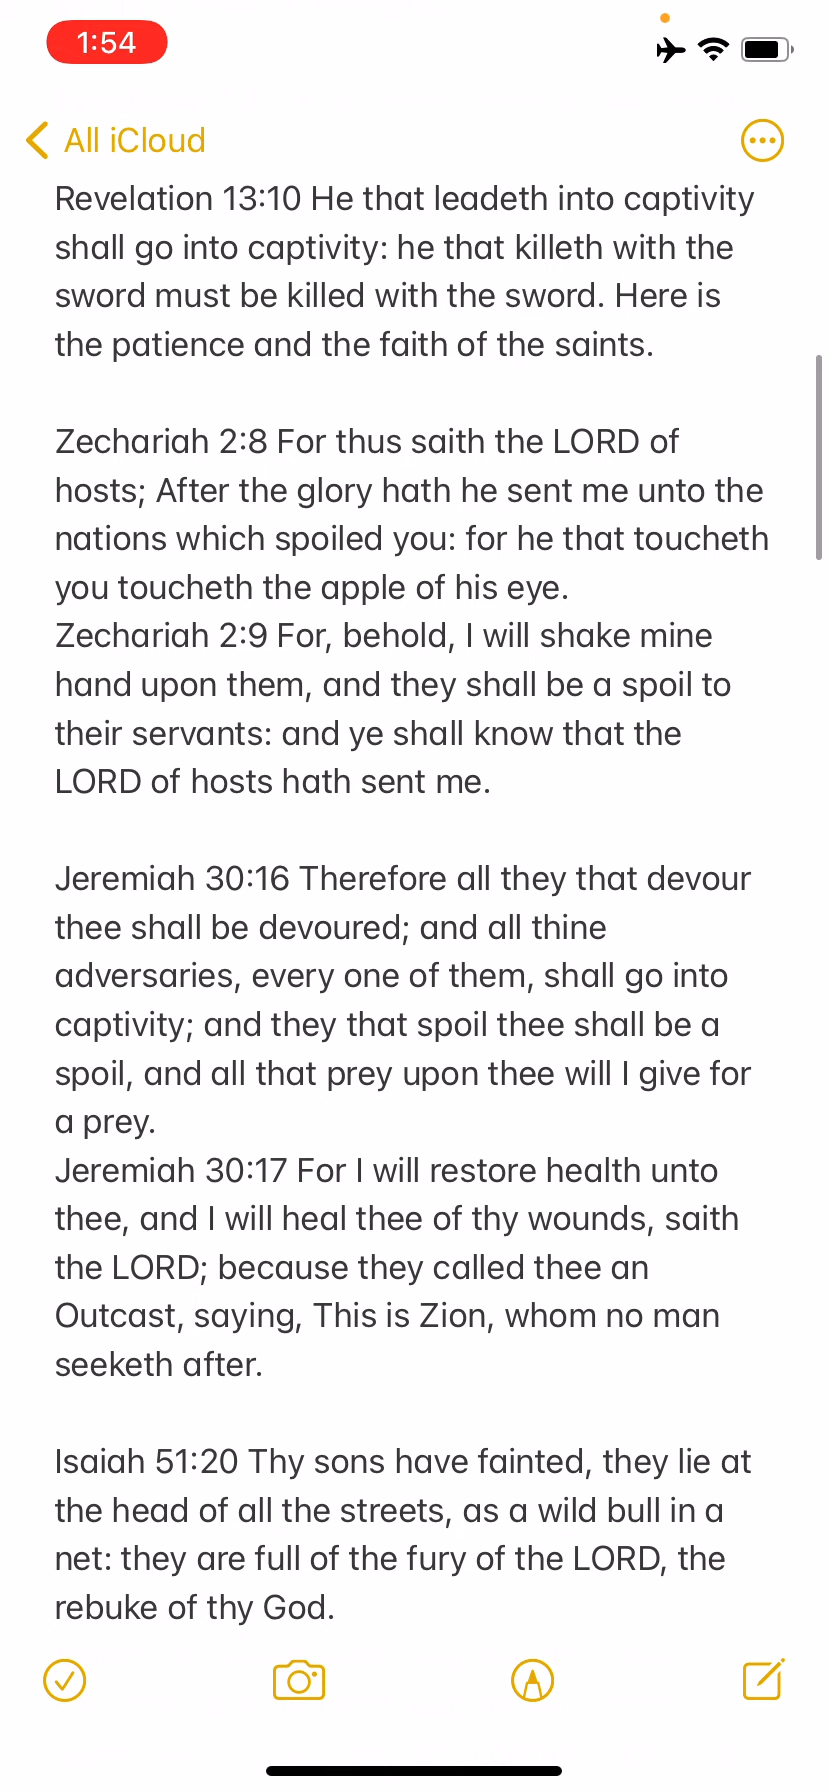 1:54
All iCloud
Revelation 13:10 He that leadeth into captivity
shall go into captivity: he that killeth with the
sword must be killed with the sword. Here is
the patience and the faith of the saints.
Zechariah 2:8 For thus saith the LORD of
hosts; After the glory hath he sent me unto the
nations which spoiled you: for he that toucheth
you toucheth the apple of his eye.
Zechariah 2:9 For, behold, I will shake mine
hand upon them, and they shall be a spoil to
their servants: and ye shall know that the
LORD of hosts hath sent me.
Jeremiah 30:16 Therefore all they that devour
thee shall be devoured; and all thine
adversaries, every one of them, shall go into
captivity; and they that spoil thee shall be a
spoil, and all that prey upon thee will I give for
a prey.
Jeremiah 30:17 For I will restore health unto
thee, and I will heal thee of thy wounds, saith
the LORD; because they called thee an
Outcast, saying, This is Zion, whom no man
seeketh after.
Isaiah 51:20 Thy sons have fainted, they lie at
the head of all the streets, as a wild bull in a
net: they are full of the fury of the LORD, the
rebuke of thy God.